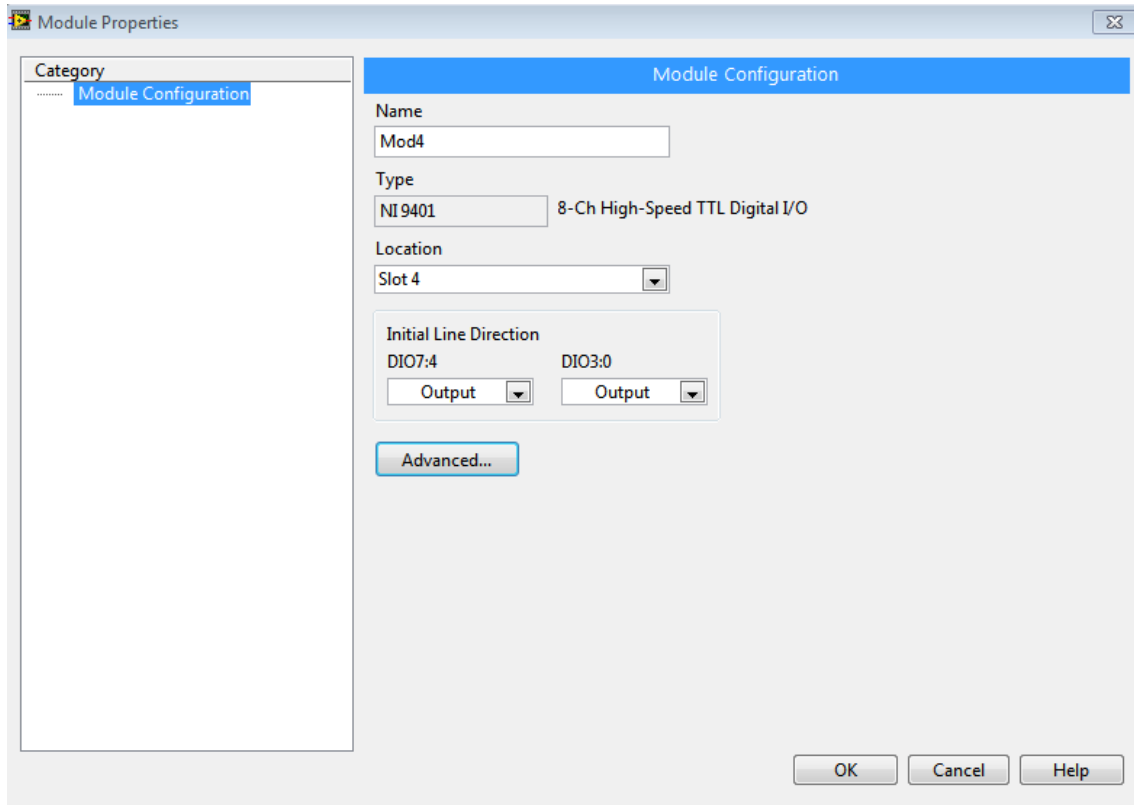 Module Properties
Category
Module Configuration
Module Configuration
Name
Mod4
Type
NI 9401
8-Ch High-Speed TTL Digital I/O
Location
Slot 4
Initial Line Direction
DIO7:4 DIO3:0
Output Output
Advanced...
OK Cancel Help